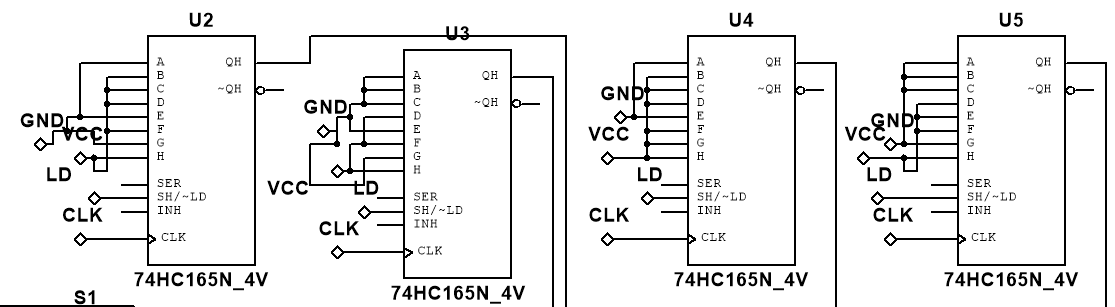 U2
A QH
B
C ~QH
D
E
F
G
H
SER
SH/~LD
INH
CLK
GND
VCC
LD
CLK
74HC165N_4V
S1
U3
A QH
B
C ~QH
D
E
F
G
H
SER
SH/~LD
INH
CLK
GND
VCC
LD
CLK
74HC165N_4V
U4
A QH
B
C ~QH
D
E
F
G
H
SER
SH/~LD
INH
CLK
GND
VCC
LD
CLK
74HC165N_4V
U5
A QH
B
C ~QH
D
E
F
G
H
SER
SH/~LD
INH
CLK
GND
VCC
LD
CLK
74HC165N_4V